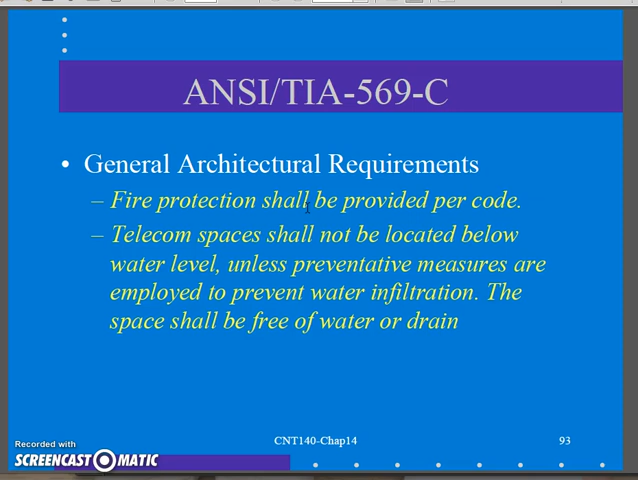 ANSI/TIA-569-C
• General Architectural Requirements
– Fire protection shall be provided per code.
– Telecom spaces shall not be located below
water level, unless preventative measures are
employed to prevent water infiltration. The
space shall be free of water or drain
CNT140-Chap14
93
Recorded with
SCREENCAST-O-MATIC